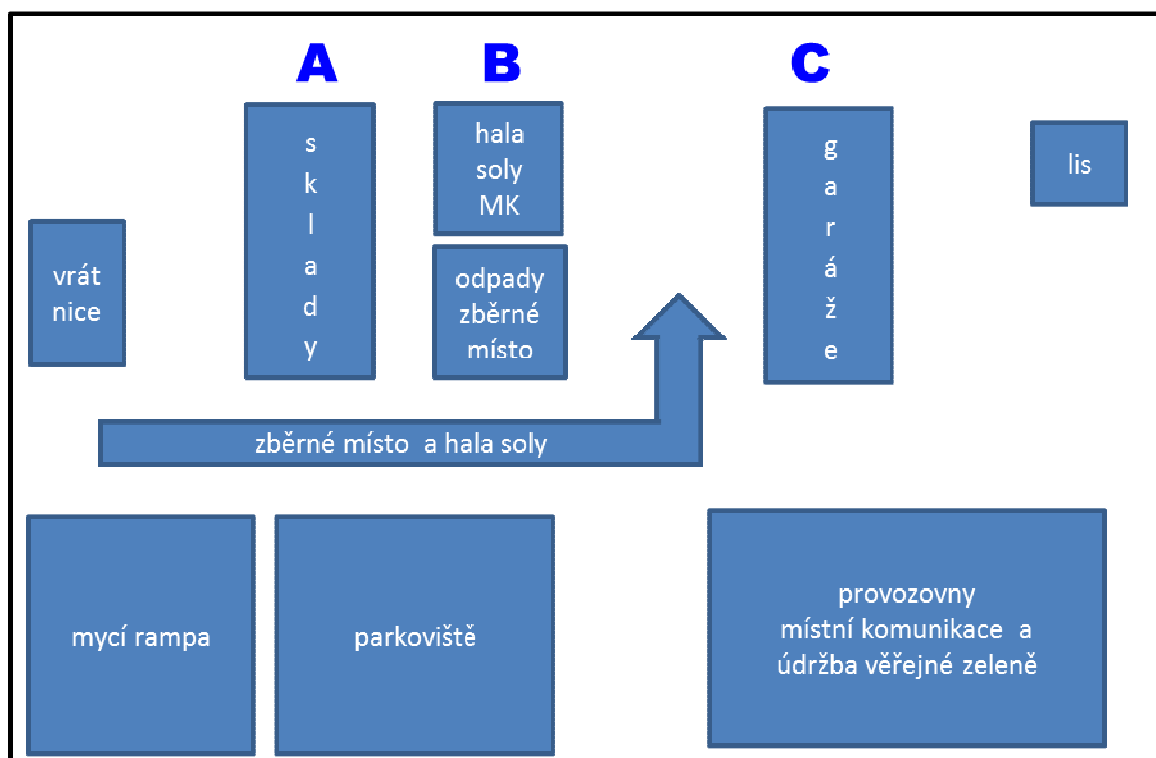 A
B
C
s
k
l
a
d
y
hala
soly
MK
g
a
r
á
ž
e
lis
vrát
nice
odpady
zběrné
místo
zběrné místo a hala soly
mycí rampa
parkoviště
provozovny
místní komunikace a
údržba věřejné zeleně